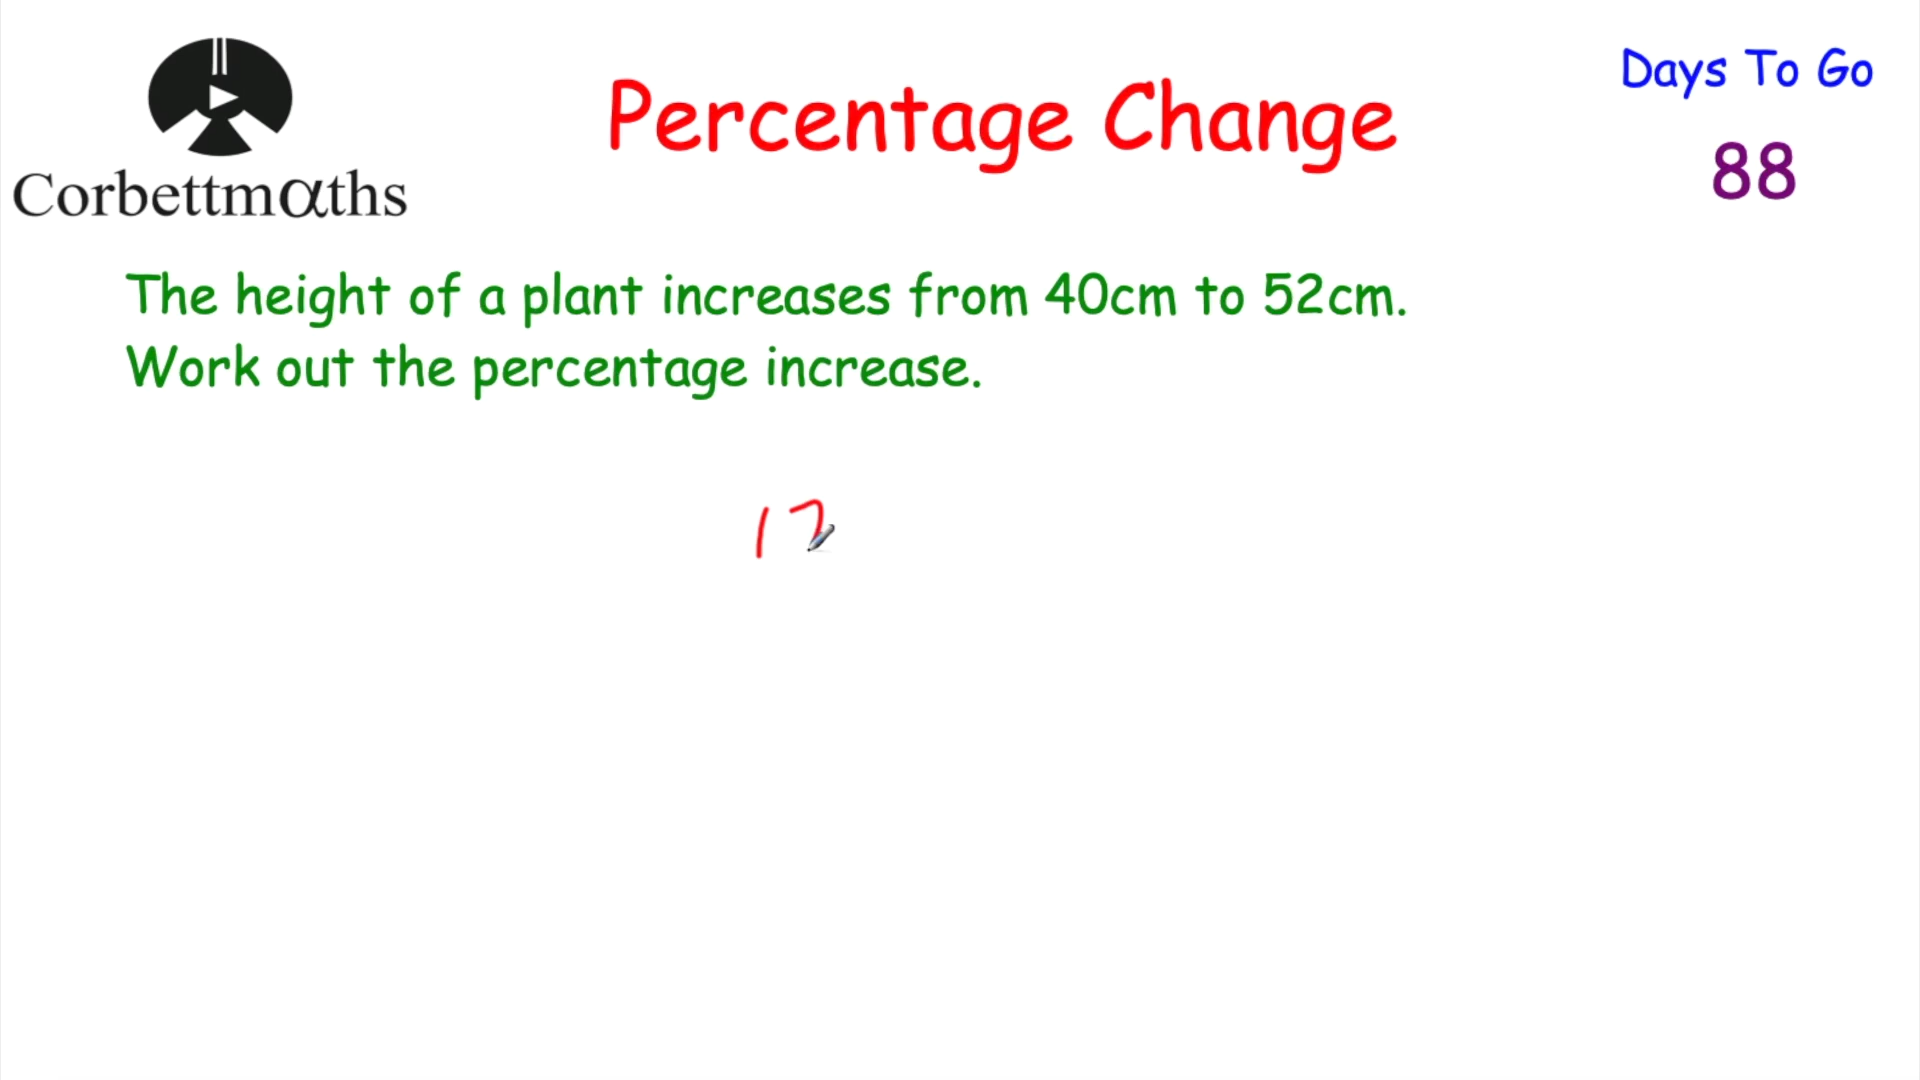 Days To Go
Percentage Change
88
Corbettmαths
The height of a plant increases from 40cm to 52cm.
Work out the percentage increase.